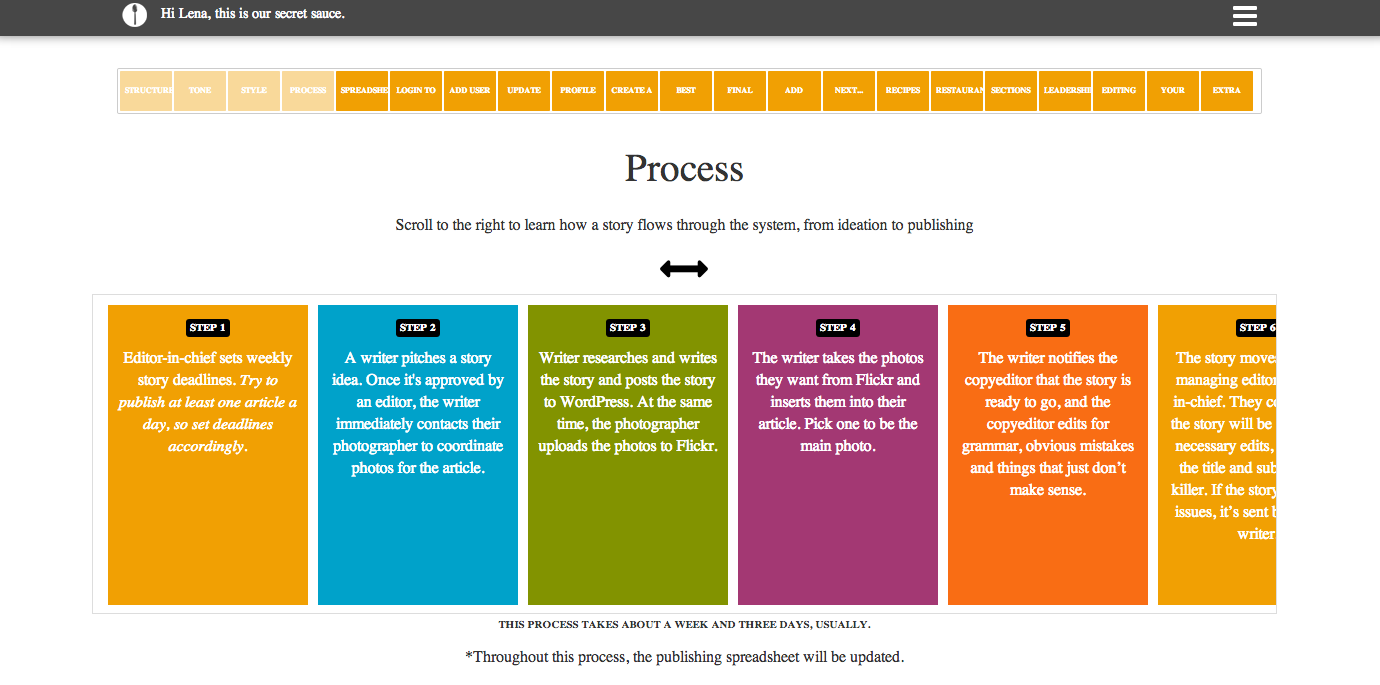 Hi Lena, this is our secret sauce.
STRUCTURE TONE STYLE PROCESS SPREADSHE LOGIN TO ADD USER UPDATE PROFILE CREATE A BEST FINAL ADD NEXT... RECIPES RESTAURAN SECTIONS LEADERSHI EDITING YOUR EXTRA
Process
Scroll to the right to learn how a story flows through the system, from ideation to publishing
STEP 1
Editor-in-chief sets weekly
story deadlines. Try to
publish at least one article a
day, so set deadlines
accordingly.
STEP 2
A writer pitches a story
idea. Once it's approved by
an editor, the writer
immediately contacts their
photographer to coordinate
photos for the article.
STEP 3
Writer researches and writes
the story and posts the story
to WordPress. At the same
time, the photographer
uploads the photos to Flickr.
STEP 4
The writer takes the photos
they want from Flickr and
inserts them into their
article. Pick one to be the
main photo.
STEP 5
The writer notifies the
copyeditor that the story is
ready to go, and the
copyeditor edits for
grammar, obvious mistakes
and things that just don’t
make sense.
STEP 6
The story move
managing editor
in-chief. They c
the story will be
necessary edits,
the title and sub
killer. If the story
issues, it’s sent b
writer
THIS PROCESS TAKES ABOUT A WEEK AND THREE DAYS, USUALLY.
*Throughout this process, the publishing spreadsheet will be updated.